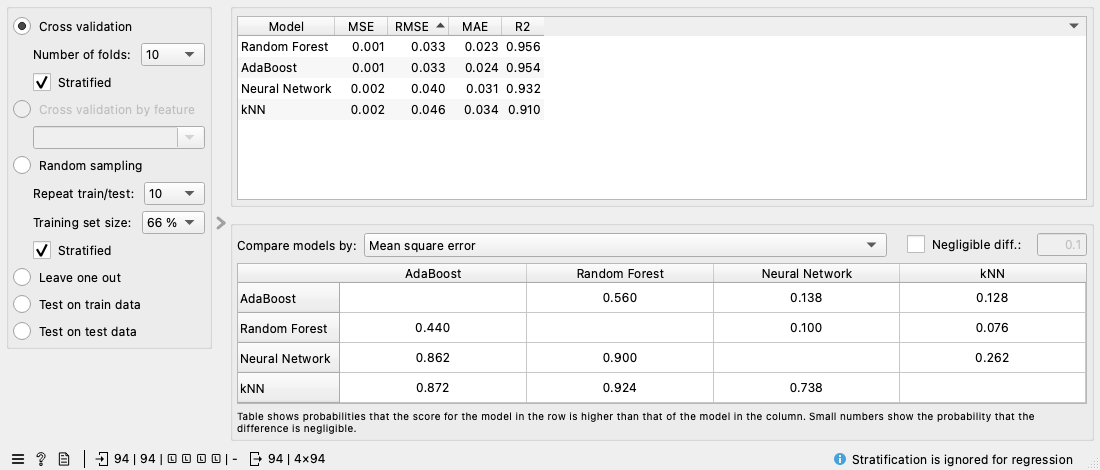 Cross validation
Number of folds: 10
Stratified
Cross validation by feature
Random sampling
Repeat train/test: 10
Training set size: 66 %
Stratified
Leave one out
Test on train data
Test on test data
Model MSE RMSE MAE R2
Random Forest 0.001 0.033 0.023 0.956
AdaBoost 0.001 0.033 0.024 0.954
Neural Network 0.002 0.040 0.031 0.932
kNN 0.002 0.046 0.034 0.910
Compare models by: Mean square error Negligible diff.: 0.1
AdaBoost Random Forest Neural Network kNN
AdaBoost 0.560 0.138 0.128
Random Forest 0.440 0.100 0.076
Neural Network 0.862 0.900 0.262
kNN 0.872 0.924 0.738
Table shows probabilities that the score for the model in the row is higher than that of the model in the column. Small numbers show the probability that the
difference is negligible.
? 94 | 94 | L L L L | - 94 | 4×94 Stratification is ignored for regression